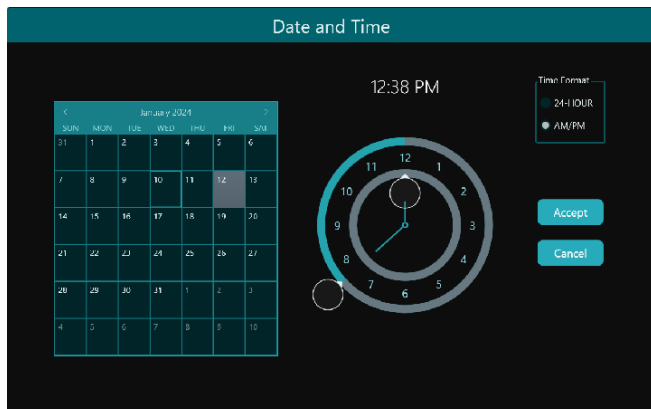 Date and Time
12:38 PM
Time Format
24-HOUR
AM/PM
January 2024
SUN MON TUE WED THU FRI SAT
31 1 2 3 4 5 6
7 8 9 10 11 12 13
14 15 16 17 18 19 20
21 22 23 24 25 26 27
28 29 30 31 1 2 3
4 5 6 7 8 9 10
12
11 1
10 2
9 3
8 4
7 5
6
Accept
Cancel